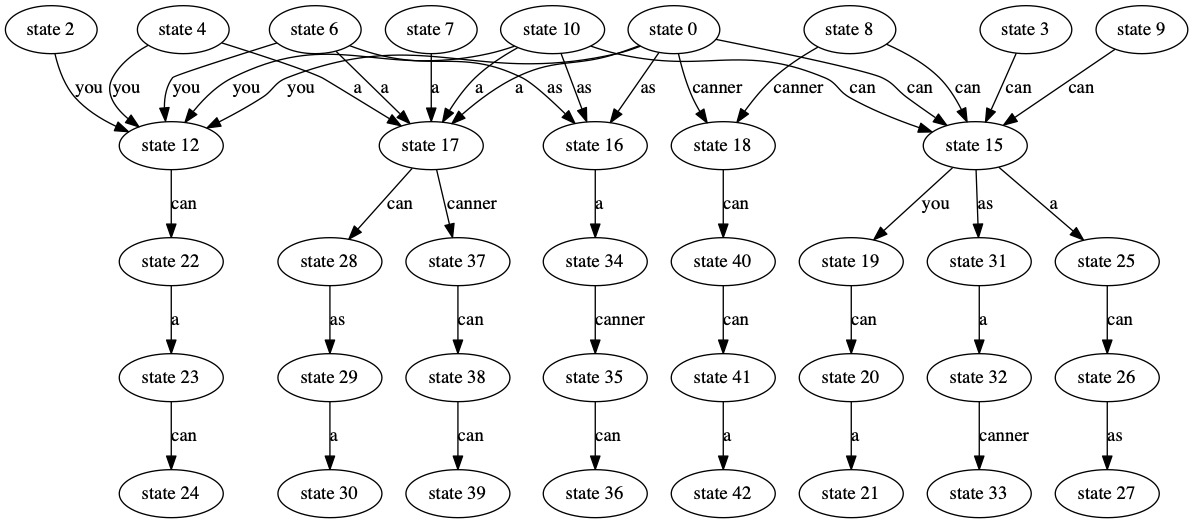 state 2 state 4 state 6 state 7 state 10 state 0 state 8 state 3 state 9
you you you you you a a a a a as as as canner canner can can can can can
state 12 state 17 state 16 state 18 state 15
can can canner a can you as a
state 22 state 28 state 37 state 34 state 40 state 19 state 31 state 25
a as can canner can can a can
state 23 state 29 state 38 state 35 state 41 state 20 state 32 state 26
can a can can a a canner as
state 24 state 30 state 39 state 36 state 42 state 21 state 33 state 27